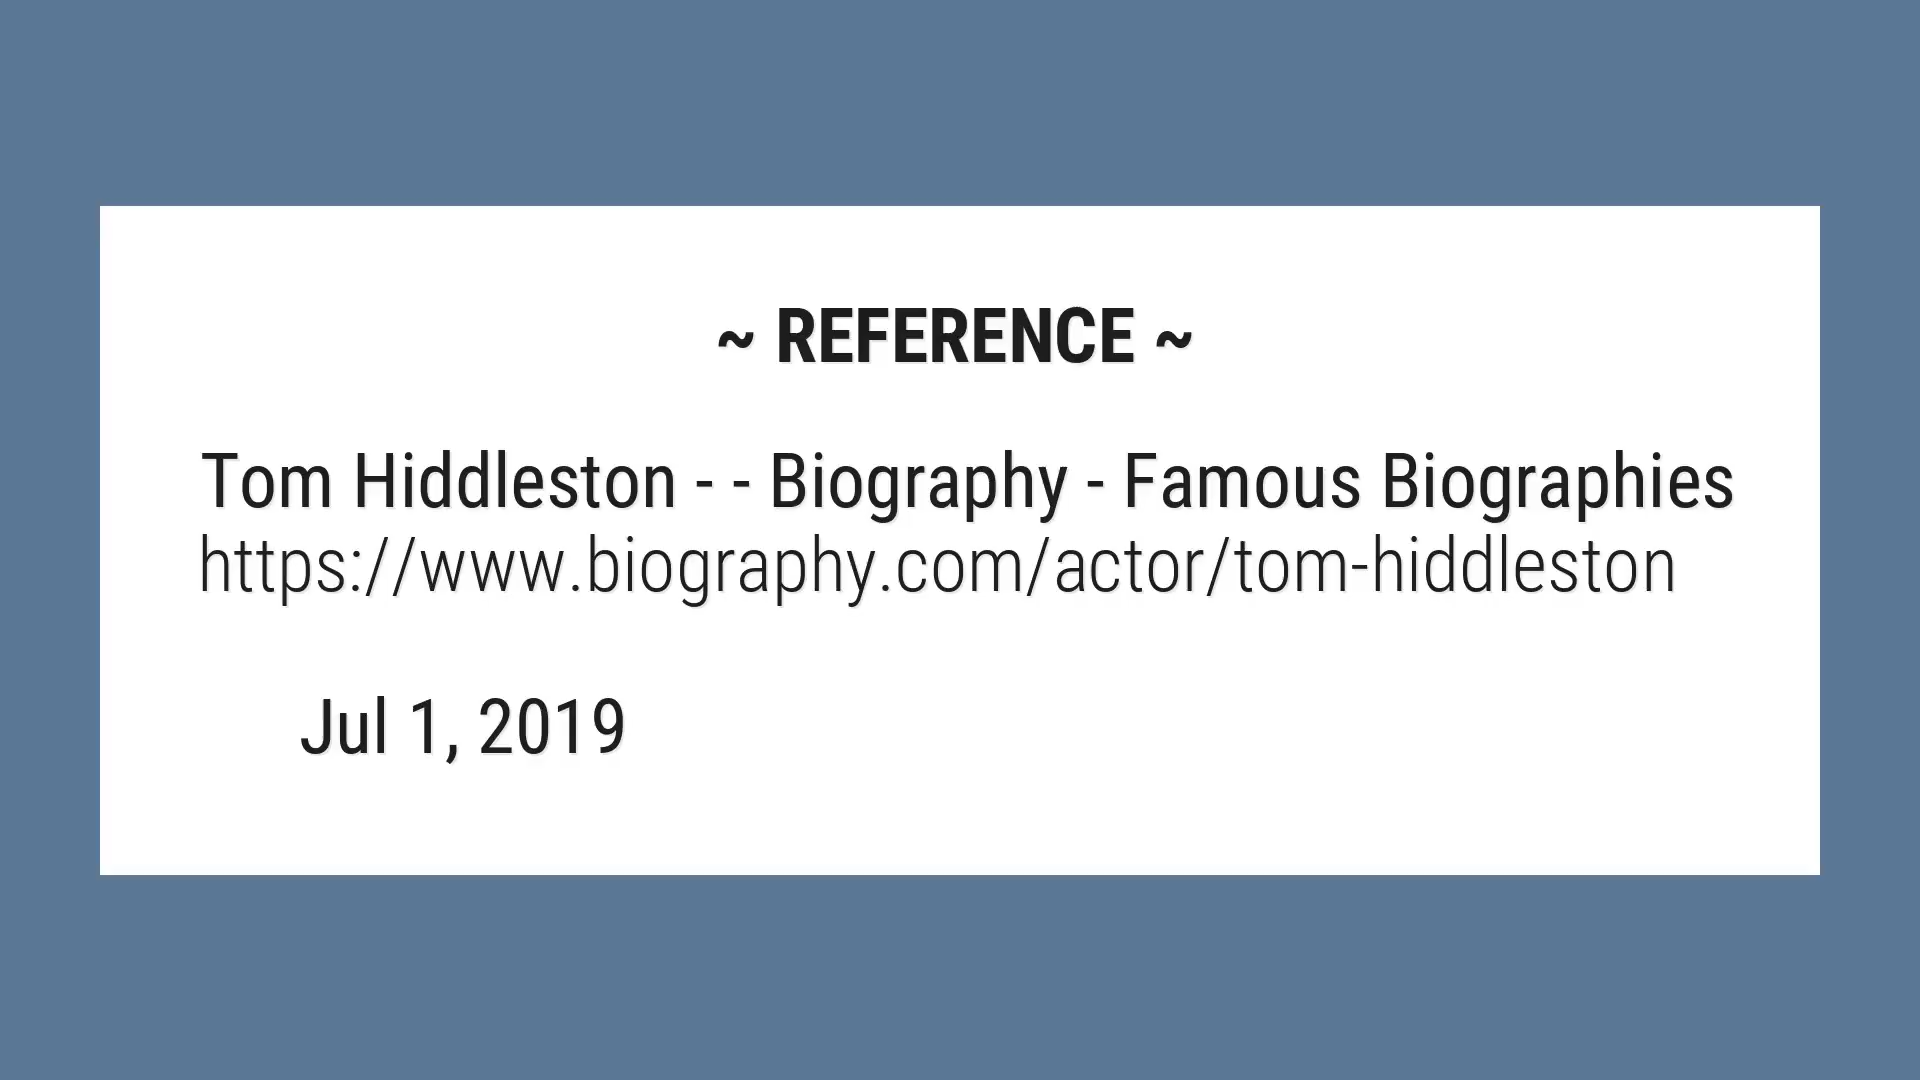 ~ REFERENCE ~
Tom Hiddleston - - Biography - Famous Biographies
https://www.biography.com/actor/tom-hiddleston
Jul 1, 2019